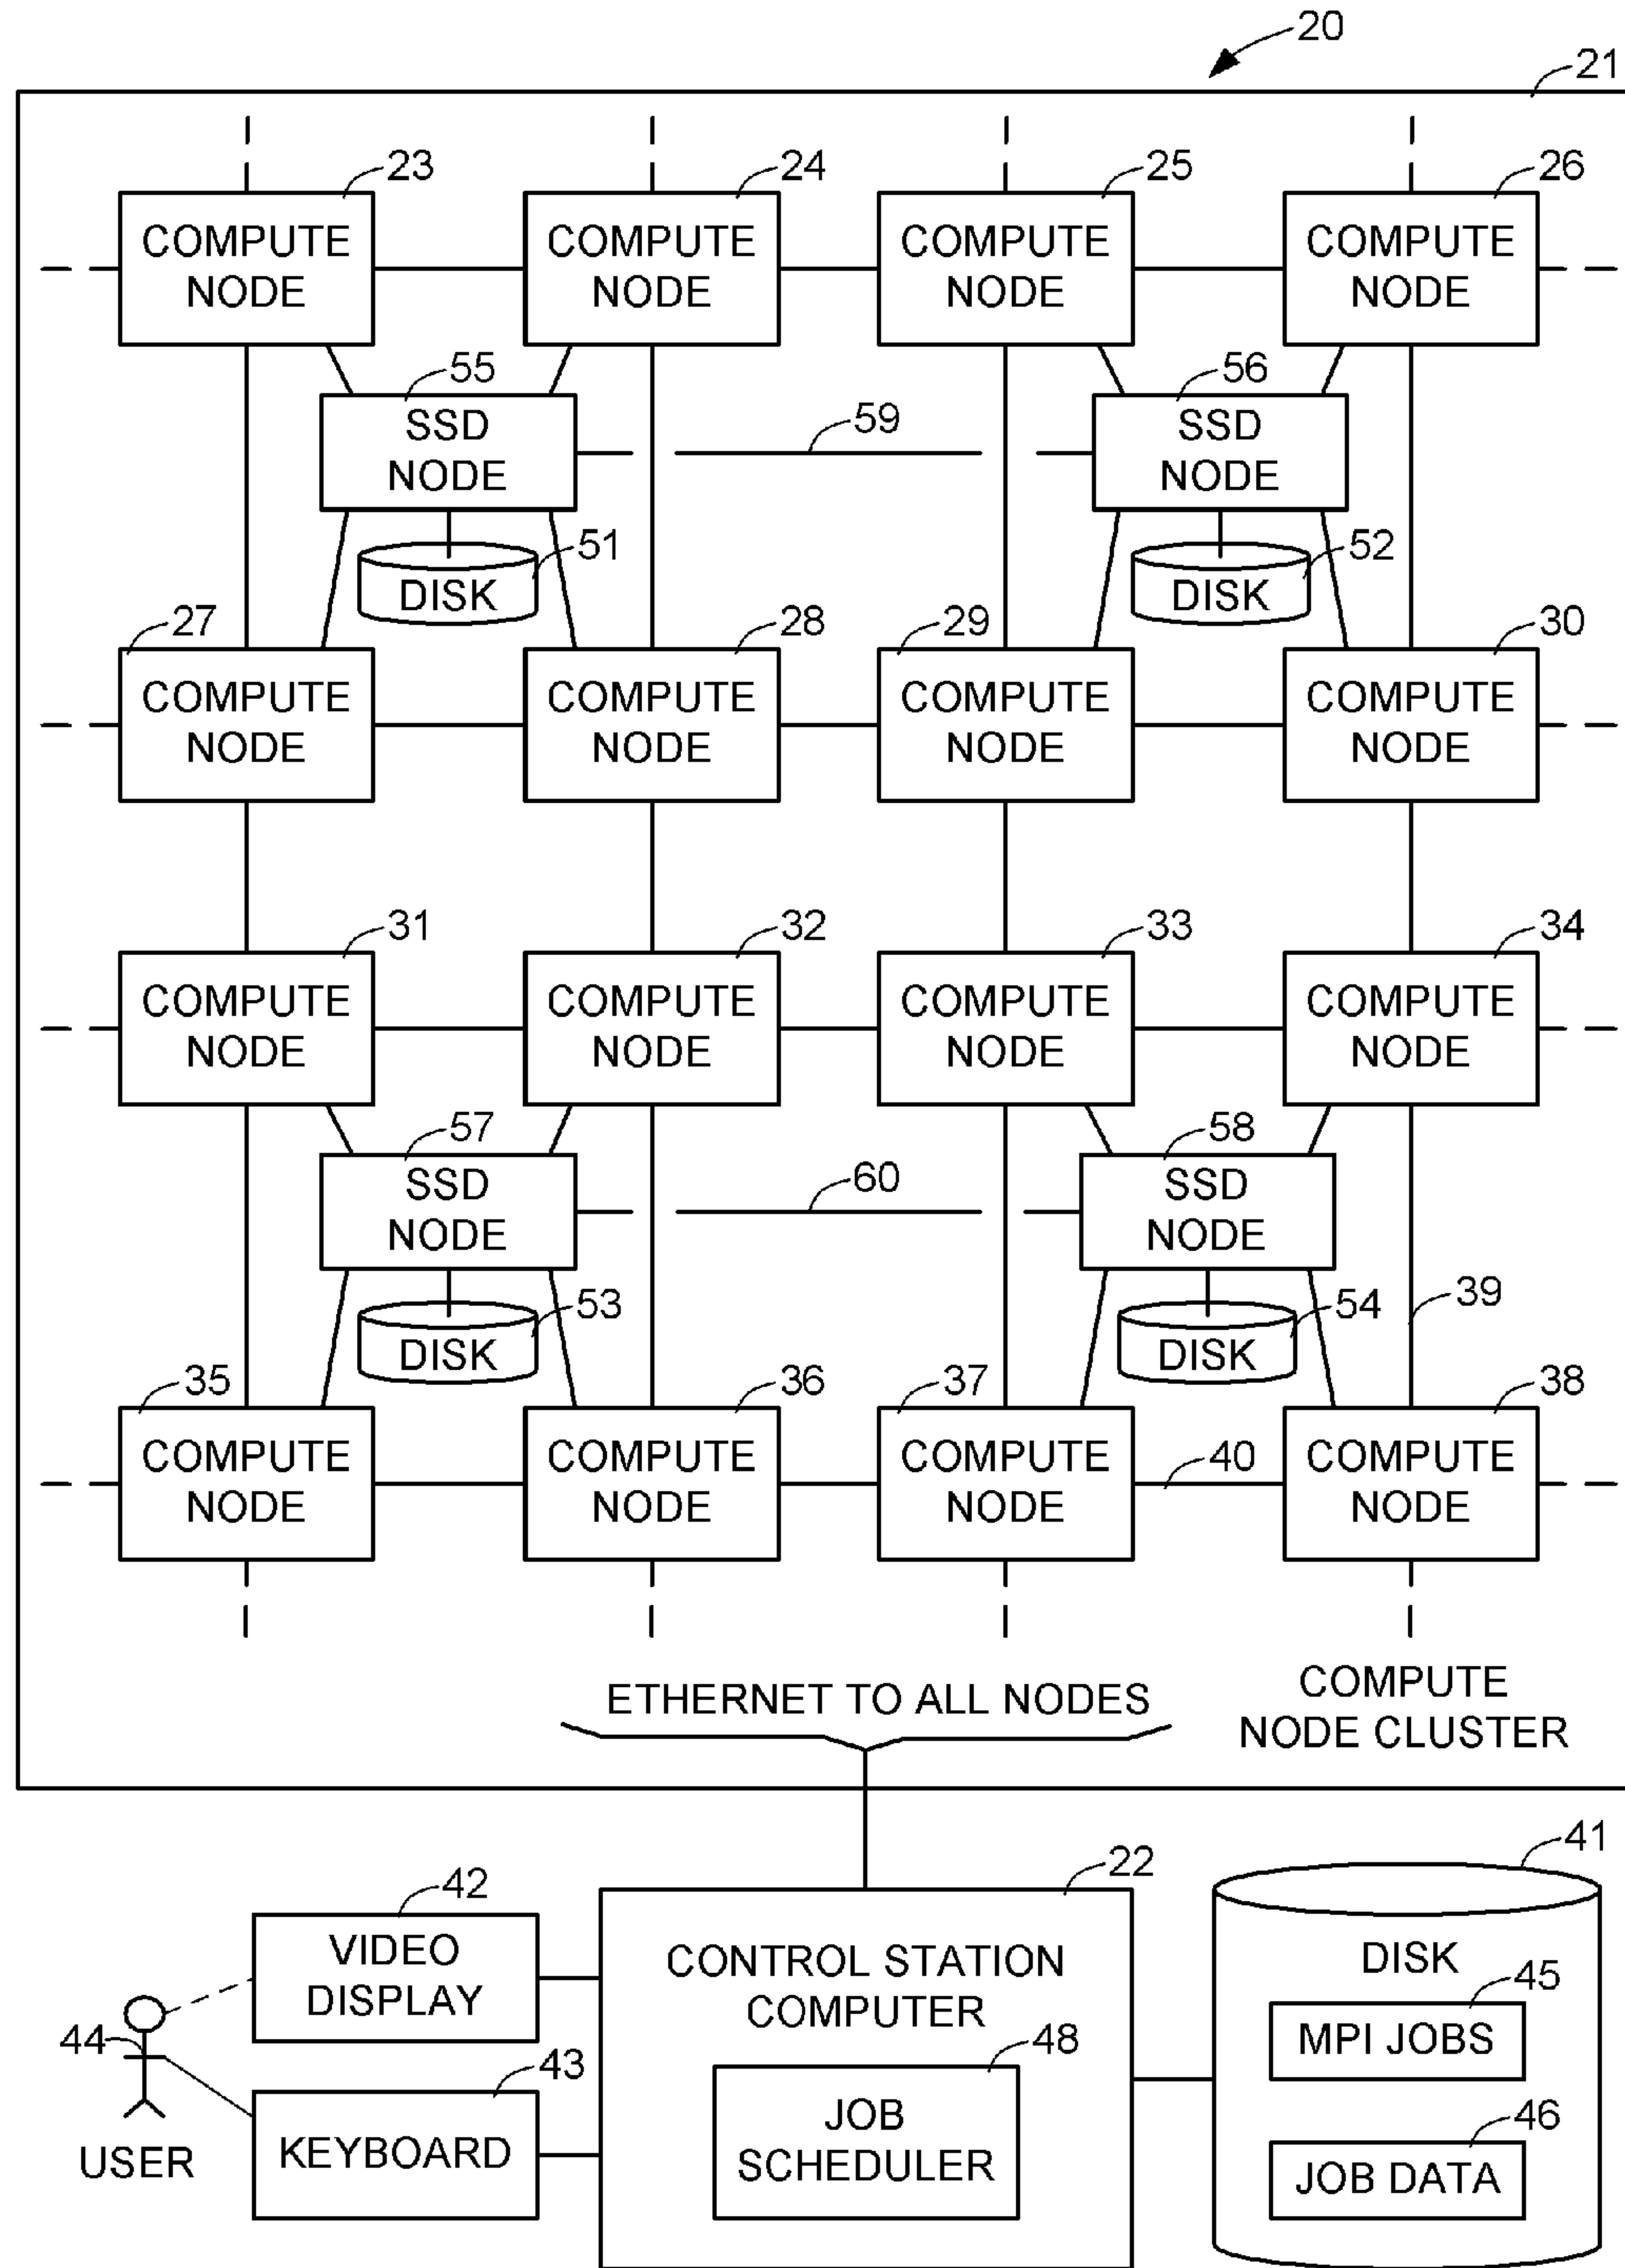 20
21
23
24
25
26
COMPUTE NODE
COMPUTE NODE
COMPUTE NODE
COMPUTE NODE
55
56
SSD NODE
59
SSD NODE
51
52
DISK
DISK
27
28
29
30
COMPUTE NODE
COMPUTE NODE
COMPUTE NODE
COMPUTE NODE
31
32
33
34
COMPUTE NODE
COMPUTE NODE
COMPUTE NODE
COMPUTE NODE
57
58
SSD NODE
60
SSD NODE
53
54
39
DISK
DISK
35
36
37
38
COMPUTE NODE
COMPUTE NODE
COMPUTE NODE
40
COMPUTE NODE
ETHERNET TO ALL NODES
COMPUTE
NODE CLUSTER
22
41
42
VIDEO
DISPLAY
CONTROL STATION
COMPUTER
DISK
45
MPI JOBS
44
43
48
KEYBOARD
USER
JOB
SCHEDULER
46
JOB DATA